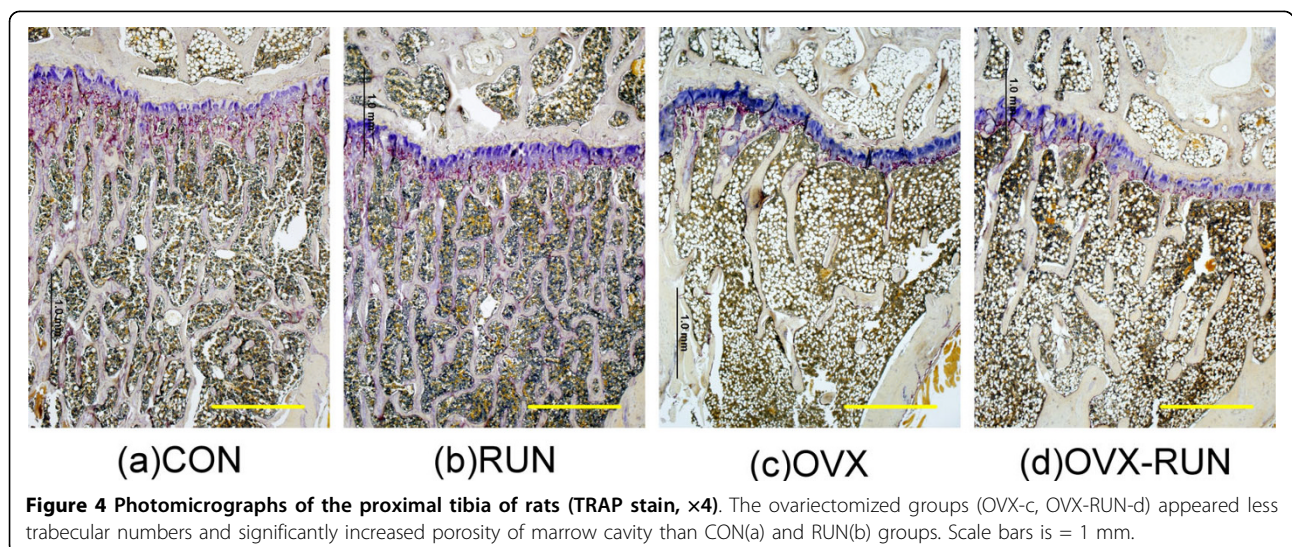 1.0 mm
1.0 mm
1.0 mm
1.0 mm
(a)CON
(b)RUN
(c)OVX
(d)OVX-RUN
Figure 4 Photomicrographs of the proximal tibia of rats (TRAP stain, ×4). The ovariectomized groups (OVX-c, OVX-RUN-d) appeared less
trabecular numbers and significantly increased porosity of marrow cavity than CON(a) and RUN(b) groups. Scale bars is = 1 mm.